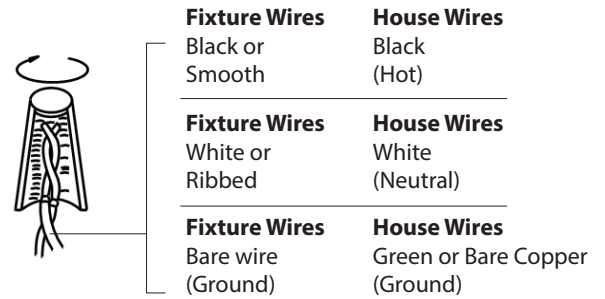 Fixture Wires House Wires
Black or Black
Smooth (Hot)
Fixture Wires House Wires
White or White
Ribbed (Neutral)
Fixture Wires House Wires
Bare wire Green or Bare Copper
(Ground) (Ground)